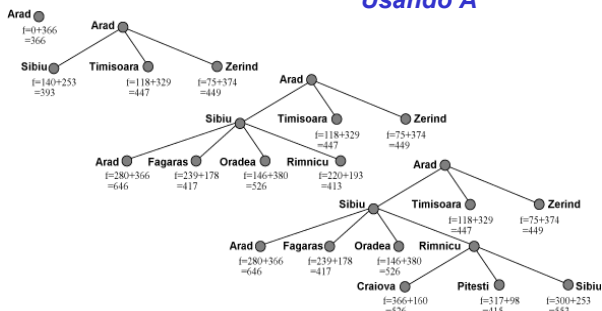 Usando A
Arad
f=0+366
=366
Arad
Sibiu Timisoara Zerind
f=140+253 f=118+329 f=75+374
=393 =447 =449
Arad
Sibiu Timisoara Zerind
f=118+329 f=75+374
=447 =449
Arad Fagaras Oradea Rimnicu
f=280+366 f=239+178 f=146+380 f=220+193
=646 =417 =526 =413
Arad
Sibiu Timisoara Zerind
f=118+329 f=75+374
=447 =449
Arad Fagaras Oradea Rimnicu
f=280+366 f=239+178 f=146+380
=646 =417 =526
Craiova Pitesti Sibiu
f=366+160 f=317+98 f=300+253
=526 =415 =553